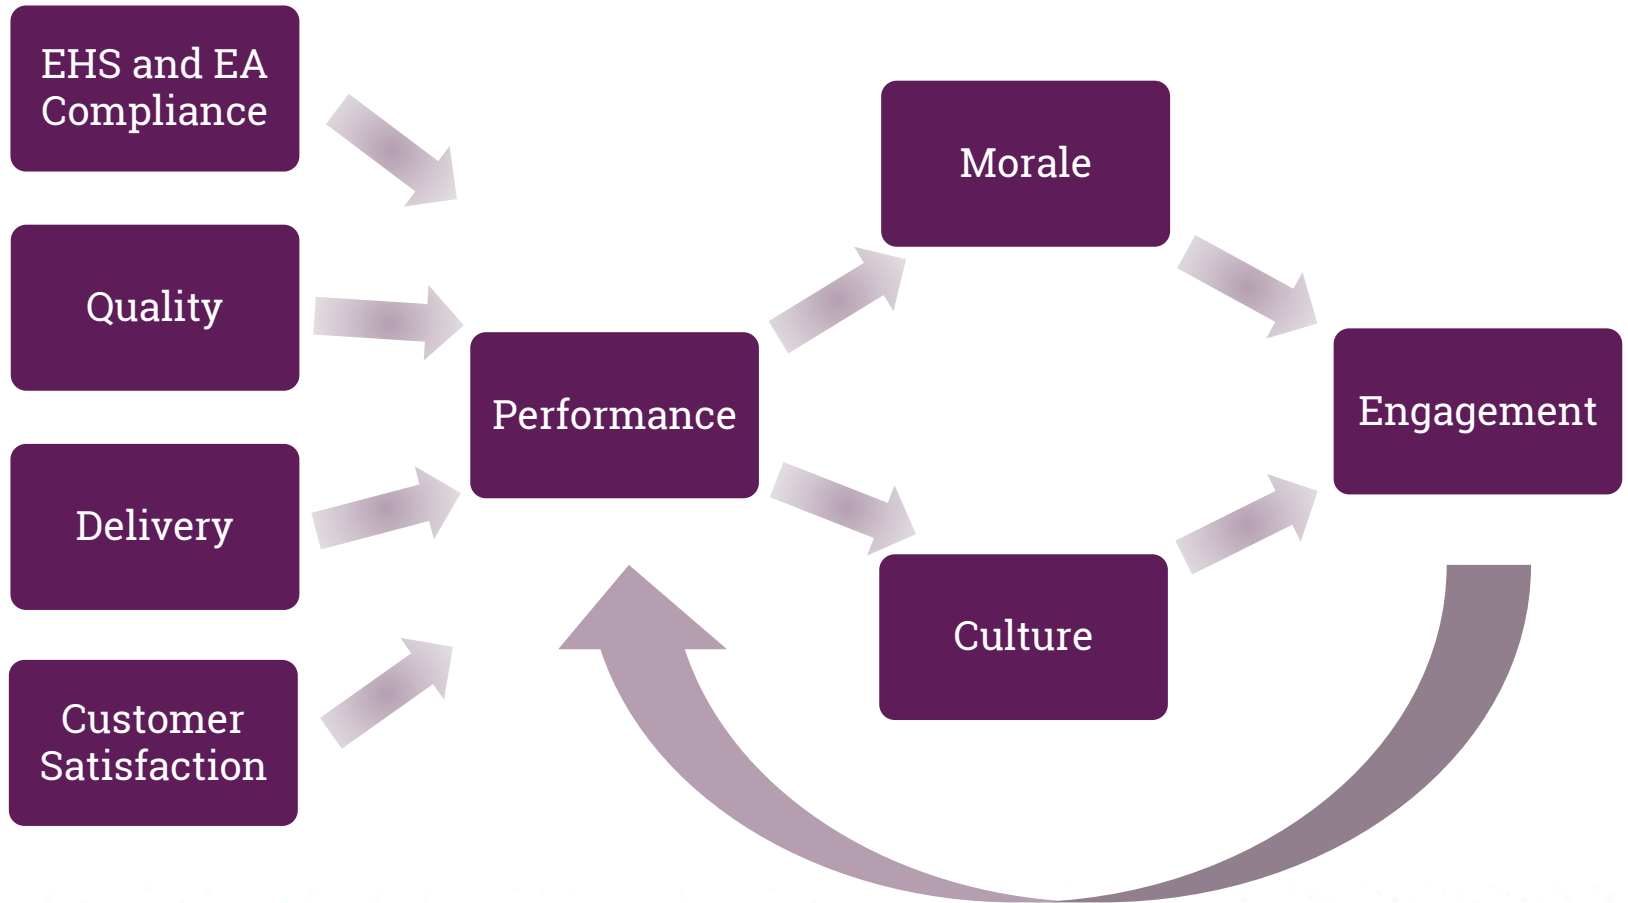 EHS and EA
Compliance
Quality
Delivery
Customer
Satisfaction
Performance
Morale
Culture
Engagement